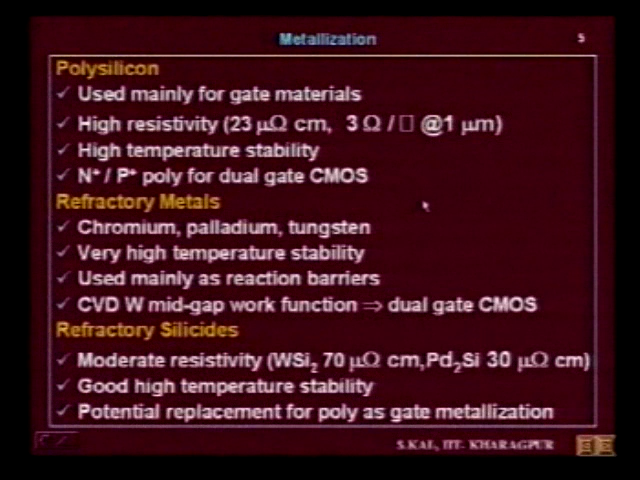 Metallization
5
Polysilicon
✓ Used mainly for gate materials
✓ High resistivity (23 μΩ cm, 3 Ω / □ @1 μm)
✓ High temperature stability
✓ N⁺ / P⁺ poly for dual gate CMOS
Refractory Metals
✓ Chromium, palladium, tungsten
✓ Very high temperature stability
✓ Used mainly as reaction barriers
✓ CVD W mid-gap work function ⇒ dual gate CMOS
Refractory Silicides
✓ Moderate resistivity (WSi₂ 70 μΩ cm,Pd₂Si 30 μΩ cm)
✓ Good high temperature stability
✓ Potential replacement for poly as gate metallization
S.KAL, IIT- KHARAGPUR